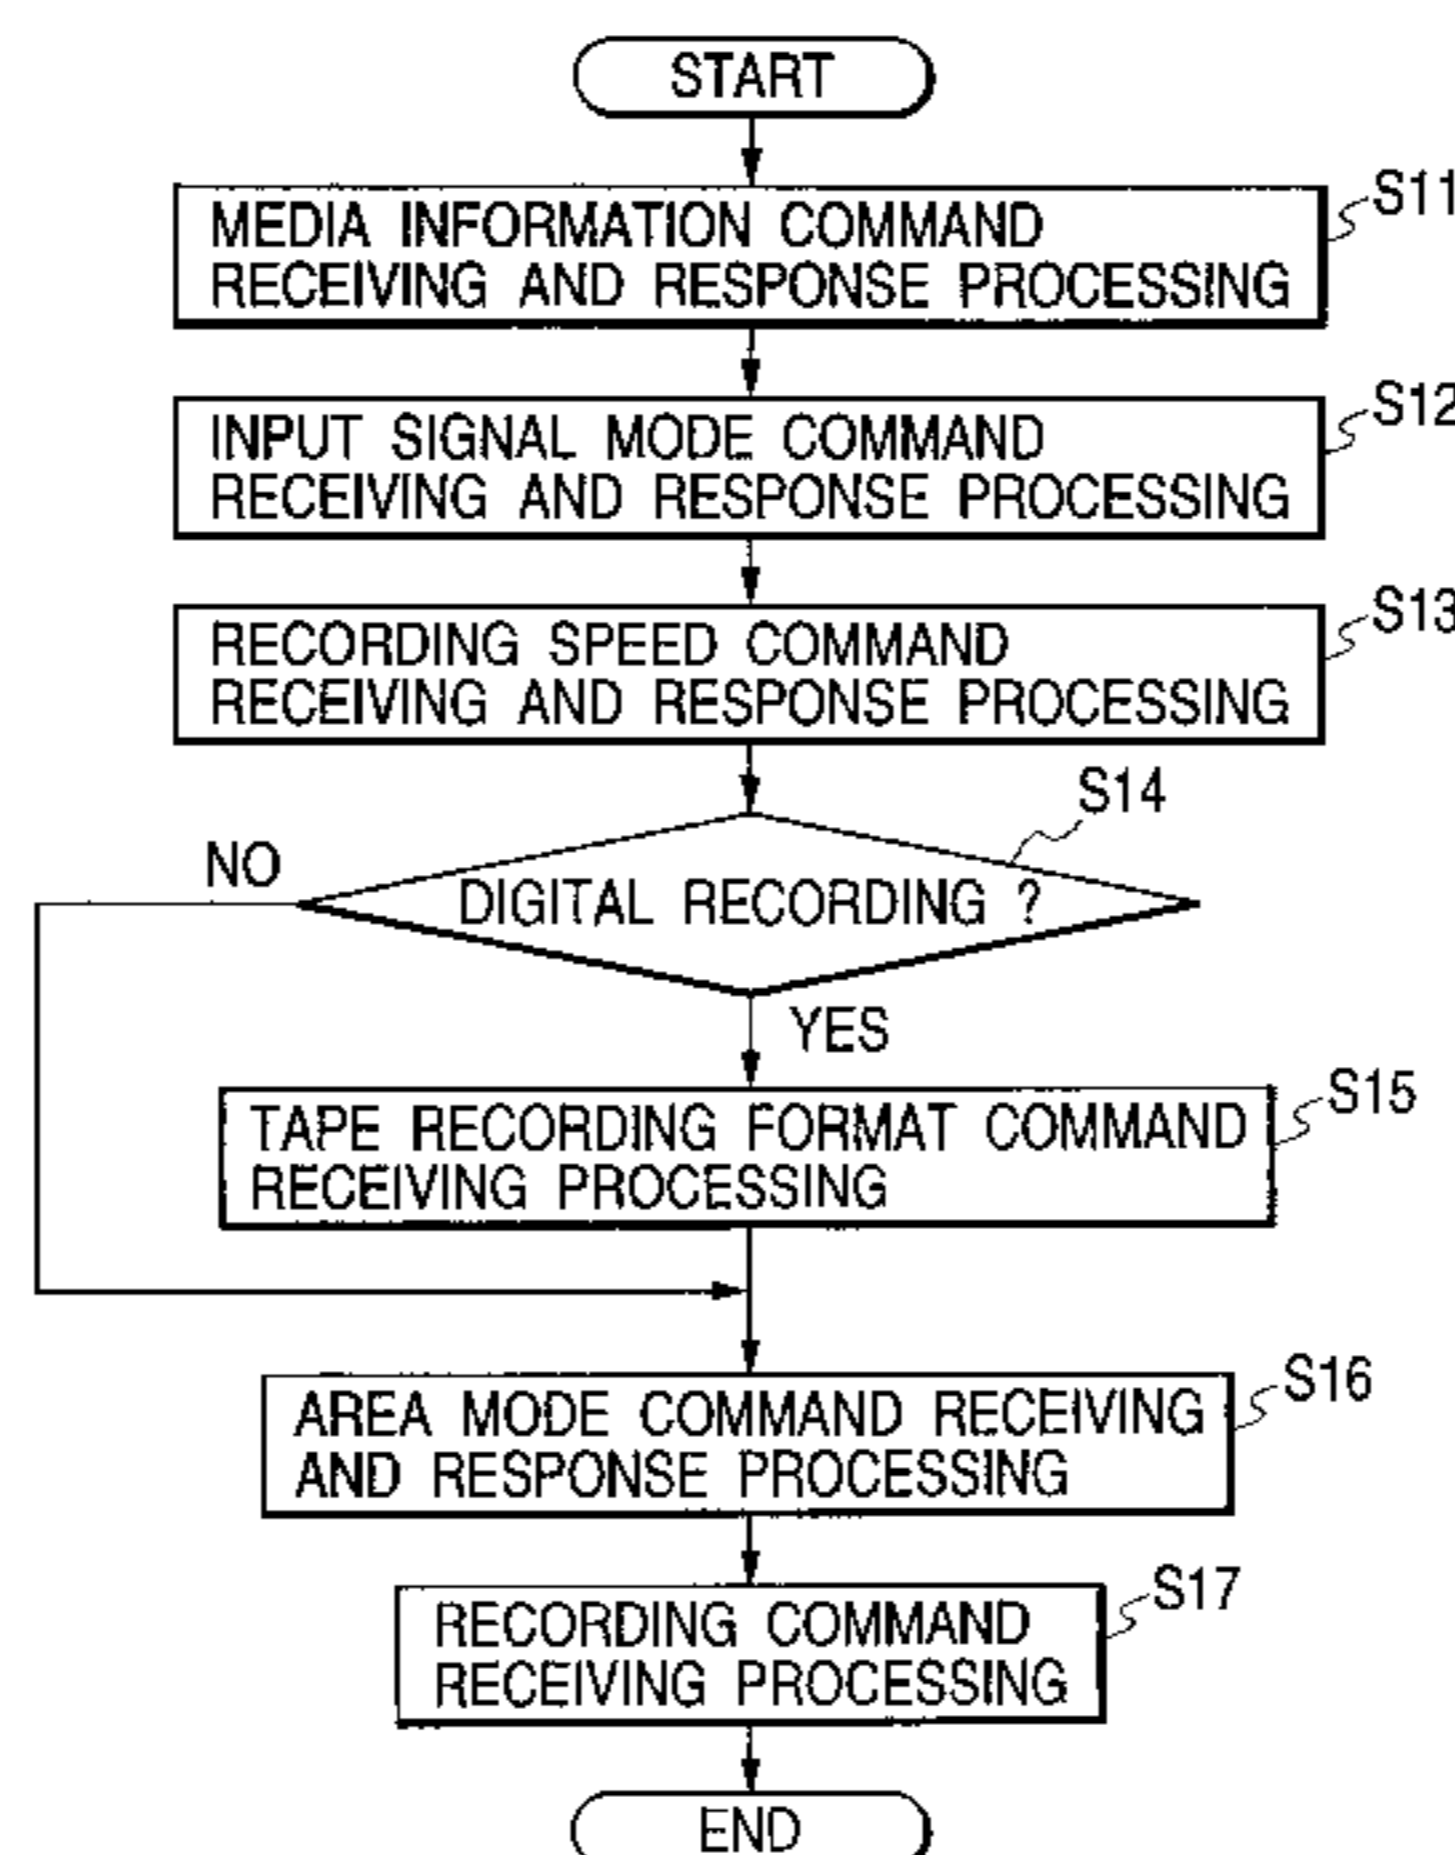 START
MEDIA INFORMATION COMMAND
RECEIVING AND RESPONSE PROCESSING
S11
INPUT SIGNAL MODE COMMAND
RECEIVING AND RESPONSE PROCESSING
S12
RECORDING SPEED COMMAND
RECEIVING AND RESPONSE PROCESSING
S13
S14
NO
DIGITAL RECORDING ?
YES
TAPE RECORDING FORMAT COMMAND
RECEIVING PROCESSING
S15
AREA MODE COMMAND RECEIVING
AND RESPONSE PROCESSING
S16
RECORDING COMMAND
RECEIVING PROCESSING
S17
END